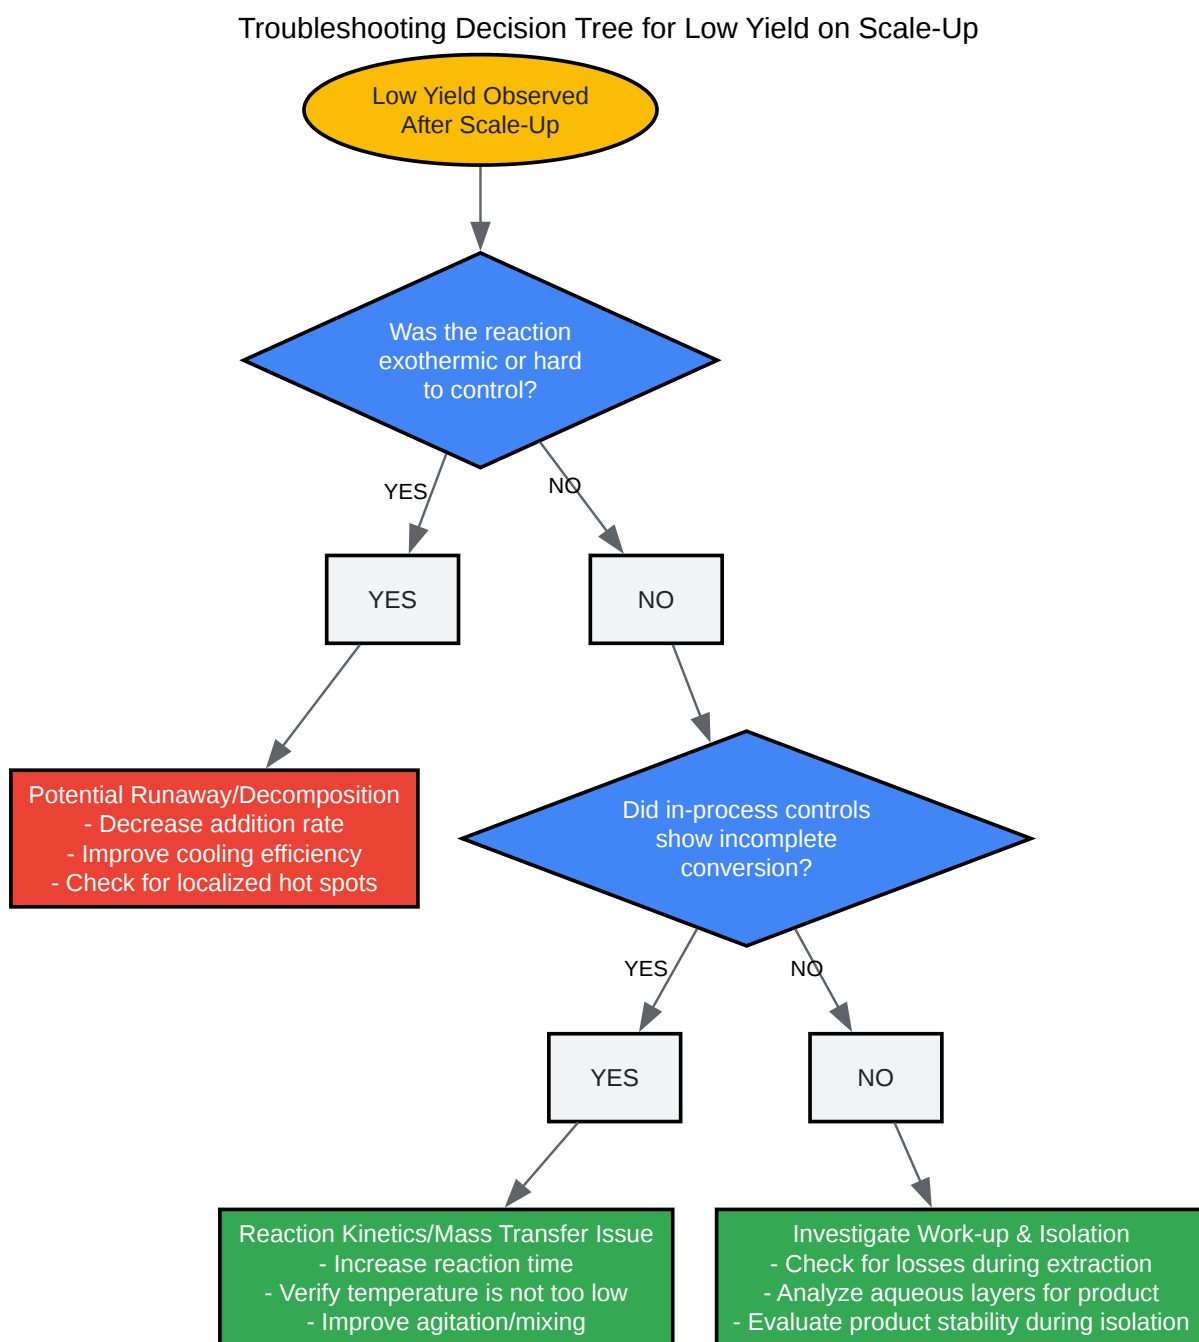 Troubleshooting Decision Tree for Low Yield on Scale-Up
Low Yield Observed
After Scale-Up
Was the reaction
exothermic or hard
to control?
YES
NO
YES
NO
Potential Runaway/Decomposition
- Decrease addition rate
- Improve cooling efficiency
- Check for localized hot spots
Did in-process controls
show incomplete
conversion?
YES
NO
YES
NO
Reaction Kinetics/Mass Transfer Issue
- Increase reaction time
- Verify temperature is not too low
- Improve agitation/mixing
Investigate Work-up & Isolation
- Check for losses during extraction
- Analyze aqueous layers for product
- Evaluate product stability during isolation